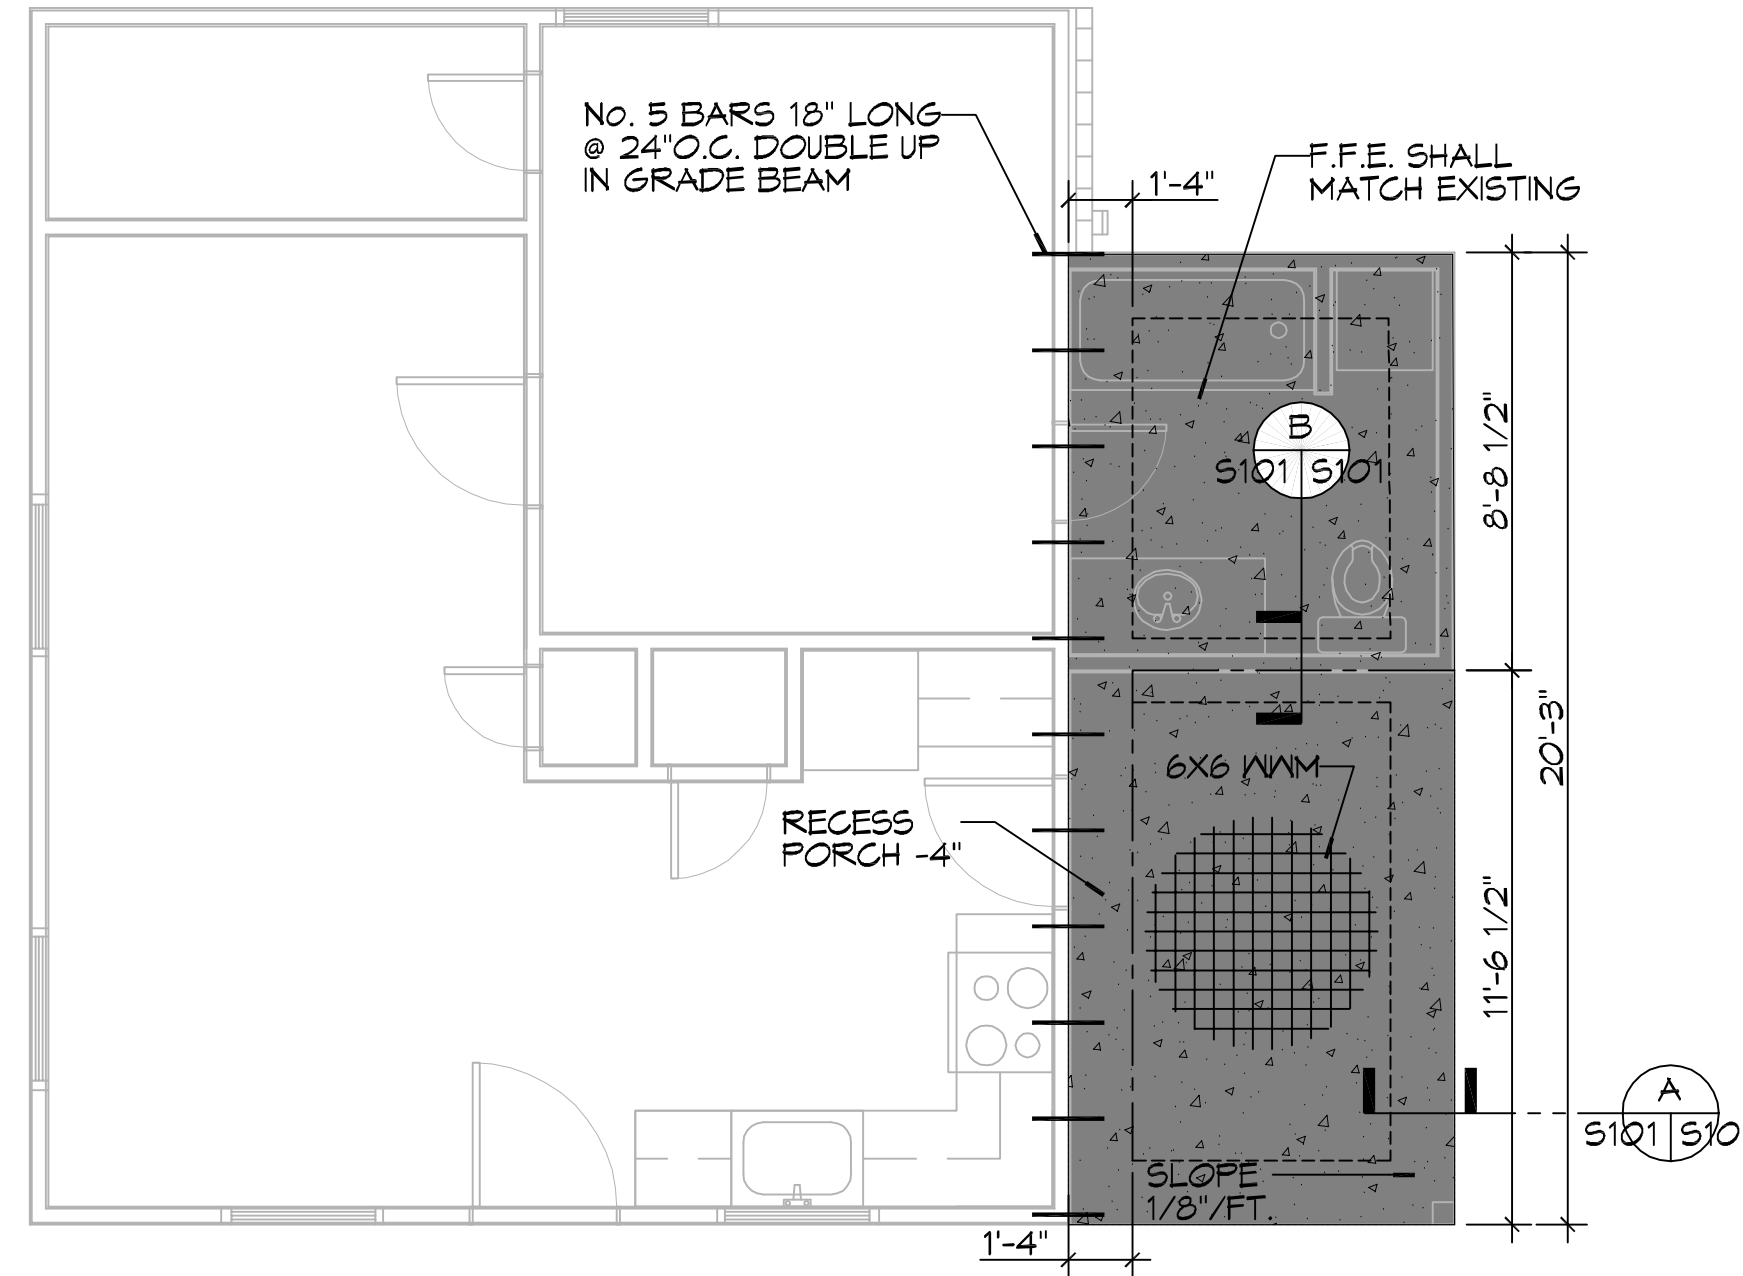 No. 5 BARS 18" LONG
@ 24"O.C. DOUBLE UP
IN GRADE BEAM
1'-4"
F.F.E. SHALL
MATCH EXISTING
B
S101 S101
8'-8 1/2"
20'-3"
6X6 WWM
RECESS
PORCH -4"
11'-6 1/2"
A
S101 S10
SLOPE
1/8"/FT.
1'-4"